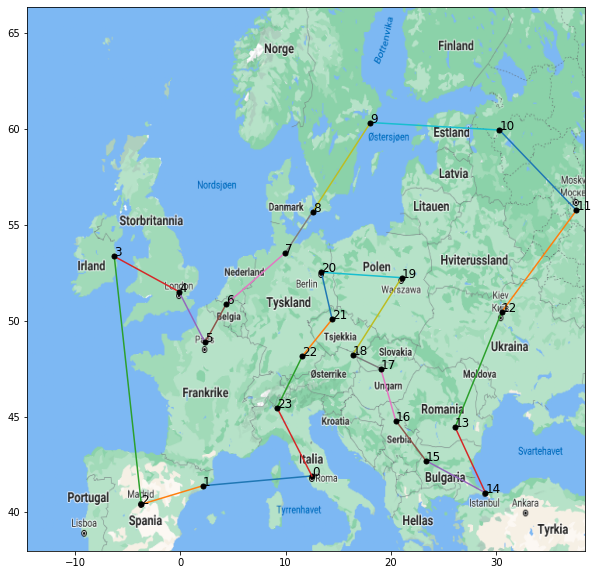 65
60
55
50
45
40
−10
0
10
20
30
Bottenvika
Norge
Finland
9
10
Estland
Østersjøen
Latvia
Nordsjøen
Danmark
8
Litauen
11
Storbritannia
3
Irland
7
Hviterussland
20
Polen
19
Nederland
Berlin
Warszawa
London
4
Tyskland
Kiev
6
Belgia
21
12
5
Tsjekkia
Ukraina
22
18
Slovakia
17
Østerrike
Moldova
Frankrike
Ungarn
23
Romania
Kroatia
16
13
Serbia
Svartehavet
Italia
15
0
Roma
Bulgaria
1
14
Madrid
2
Istanbul
Ankara
Portugal
Tyrrenhavet
Lisboa
Spania
Hellas
Tyrkia